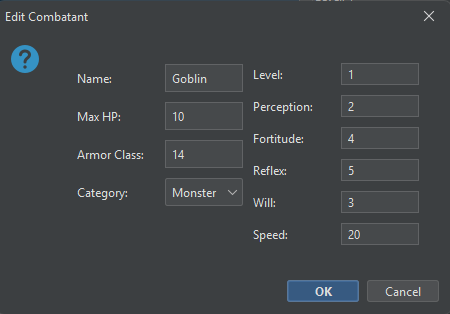 Edit Combatant
Name: Goblin
Max HP: 10
Armor Class: 14
Category: Monster
Level: 1
Perception: 2
Fortitude: 4
Reflex: 5
Will: 3
Speed: 20
OK Cancel